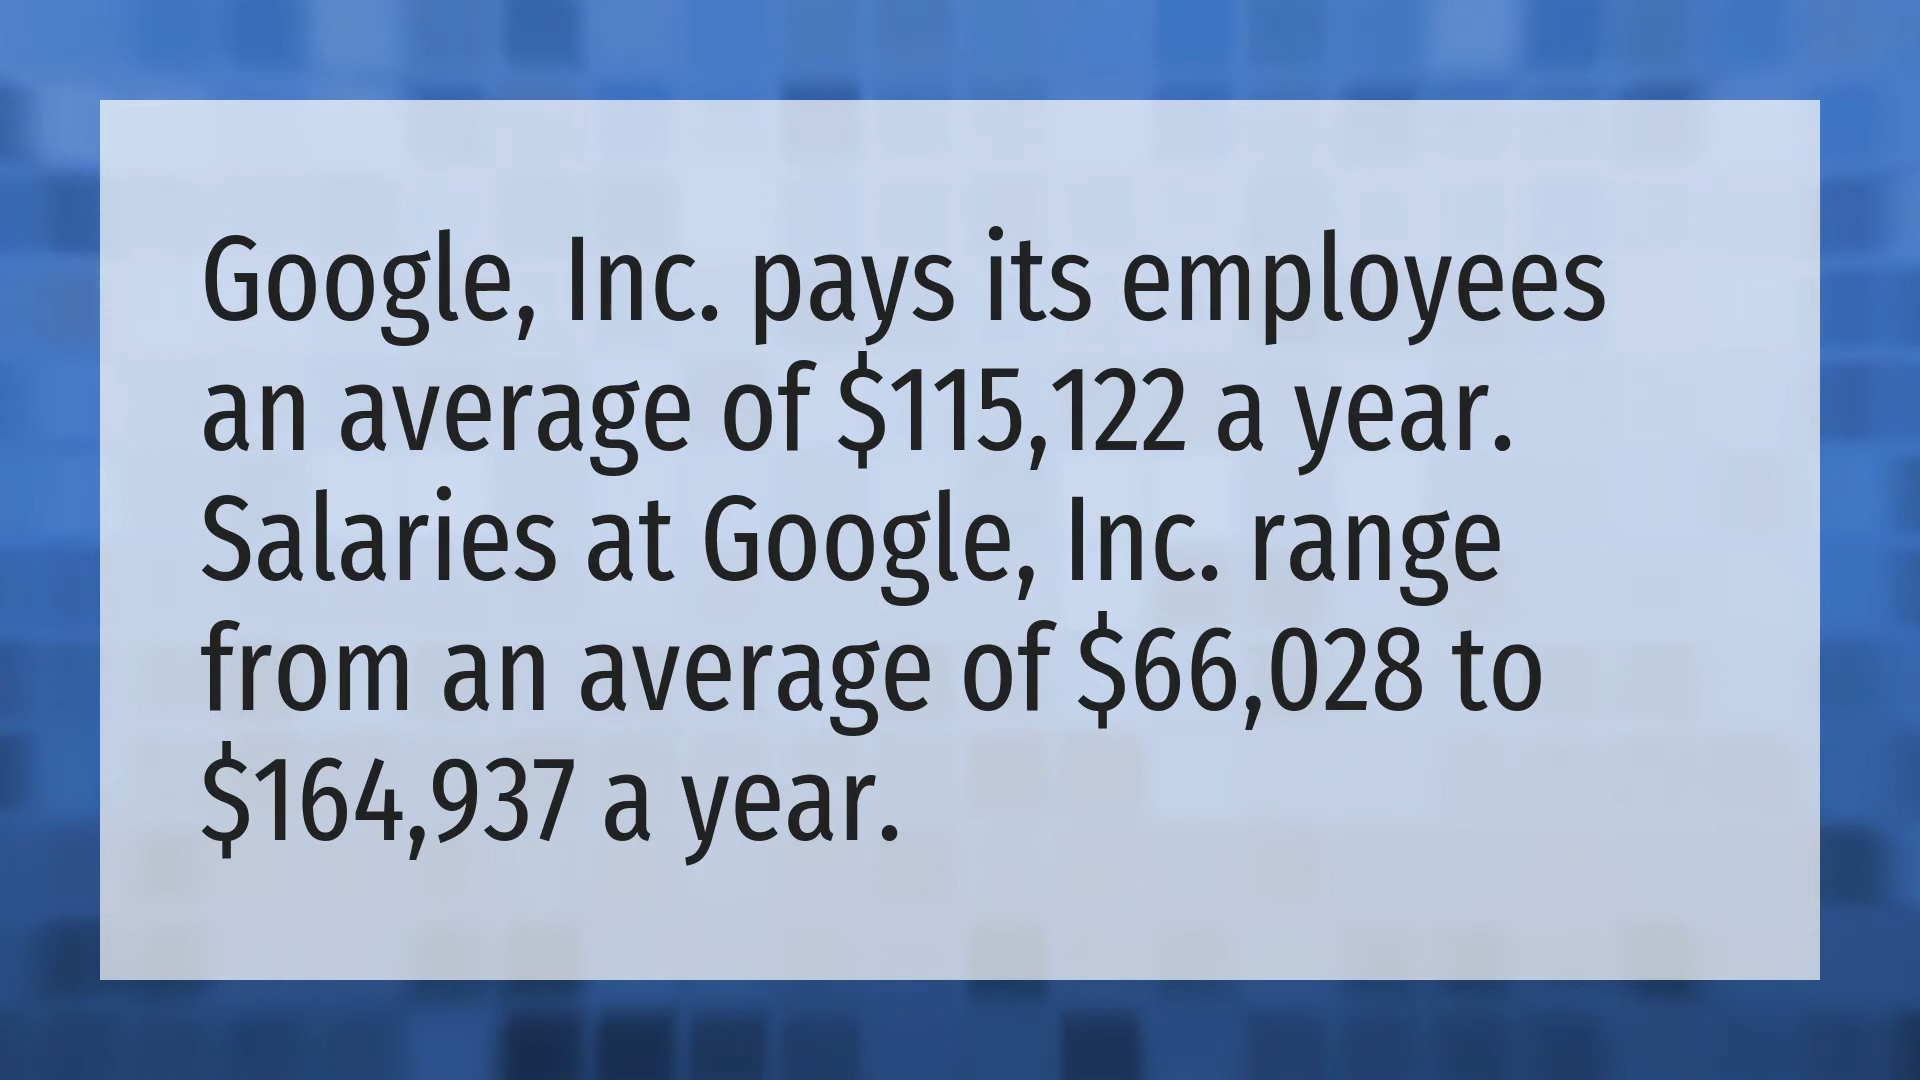 Google, Inc. pays its employees
an average of $115,122 a year.
Salaries at Google, Inc. range
from an average of $66,028 to
$164,937 a year.